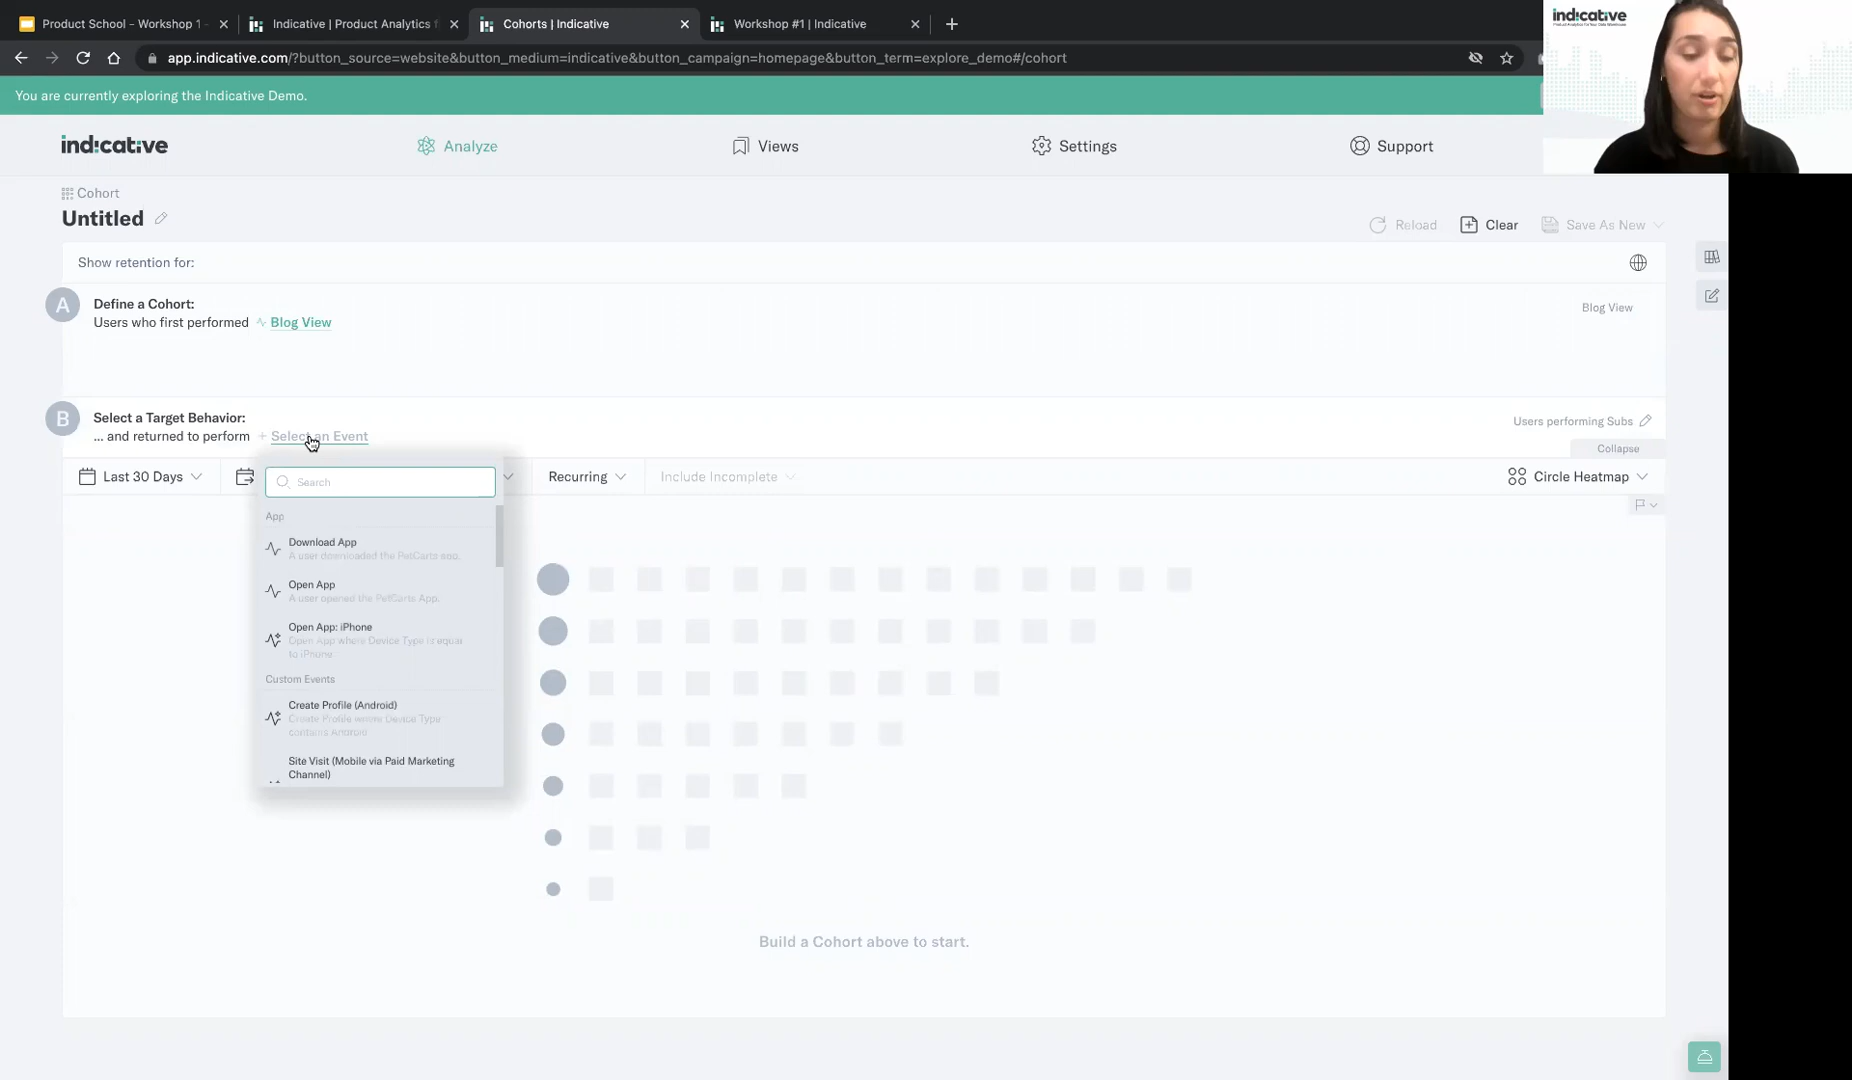 Product School – Workshop 1 -
Indicative | Product Analytics f
Cohorts | Indicative
Workshop #1 | Indicative
app.indicative.com/?button_source=website&button_medium=indicative&button_campaign=homepage&button_term=explore_demo#/cohort
indicative
You are currently exploring the Indicative Demo.
indicative
Analyze
Views
Settings
Support
Cohort
Untitled
Reload
Clear
Save As New
Show retention for:
A
Define a Cohort:
Users who first performed Blog View
Blog View
B
Select a Target Behavior:
... and returned to perform + Select an Event
Users performing Subs
Collapse
Last 30 Days
Recurring
Include Incomplete
Circle Heatmap
Search
App
Download App
A user downloaded the PetCarts app.
Open App
A user opened the PetCarts App.
Open App: iPhone
Open App where Device Type is equal
to iPhone
Custom Events
Create Profile (Android)
Create Profile where Device Type
contains Android
Site Visit (Mobile via Paid Marketing
Channel)
Build a Cohort above to start.